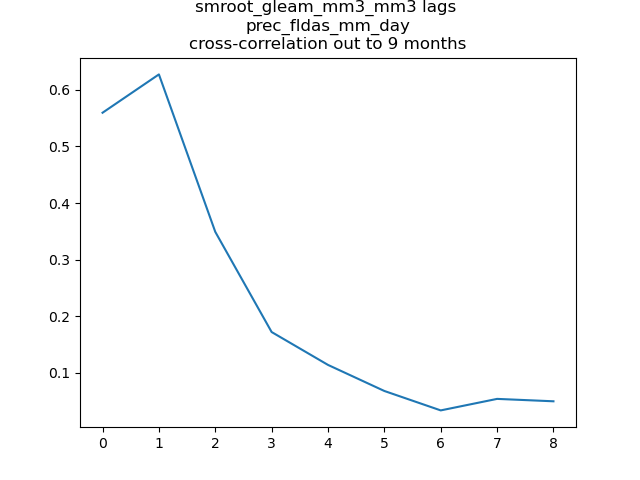 smroot_gleam_mm3_mm3 lags
prec_fldas_mm_day
cross-correlation out to 9 months
0.6
0.5
0.4
0.3
0.2
0.1
0 1 2 3 4 5 6 7 8